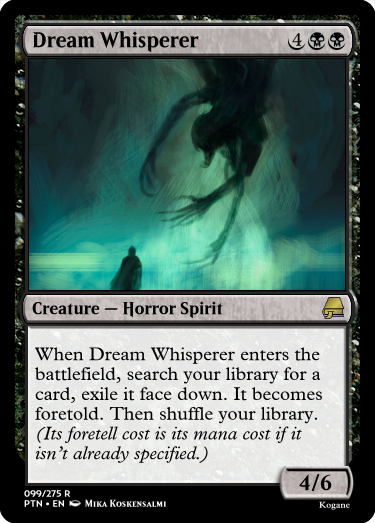 Dream Whisperer 4
Creature — Horror Spirit
When Dream Whisperer enters the
battlefield, search your library for a
card, exile it face down. It becomes
foretold. Then shuffle your library.
(Its foretell cost is its mana cost if it
isn't already specified.)
4/6
099/275 R
PTN • EN Mika Koskensalmi
Kogane